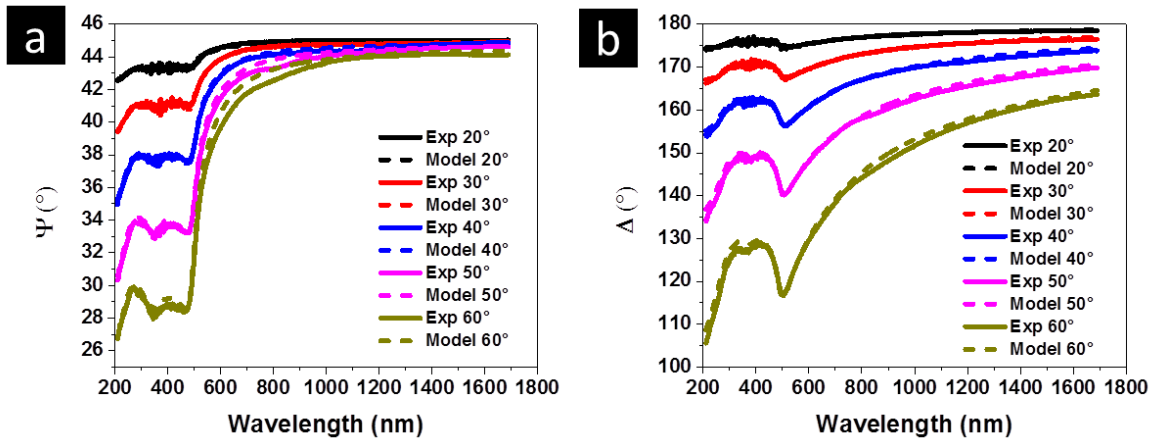 a
46
44
42
40
38
36
34
32
30
28
26
Ψ (°)
Exp 20°
Model 20°
Exp 30°
Model 30°
Exp 40°
Model 40°
Exp 50°
Model 50°
Exp 60°
Model 60°
200 400 600 800 1000 1200 1400 1600 1800
Wavelength (nm)
b
180
170
160
150
140
130
120
110
100
Δ (°)
Exp 20°
Model 20°
Exp 30°
Model 30°
Exp 40°
Model 40°
Exp 50°
Model 50°
Exp 60°
Model 60°
200 400 600 800 1000 1200 1400 1600 1800
Wavelength (nm)